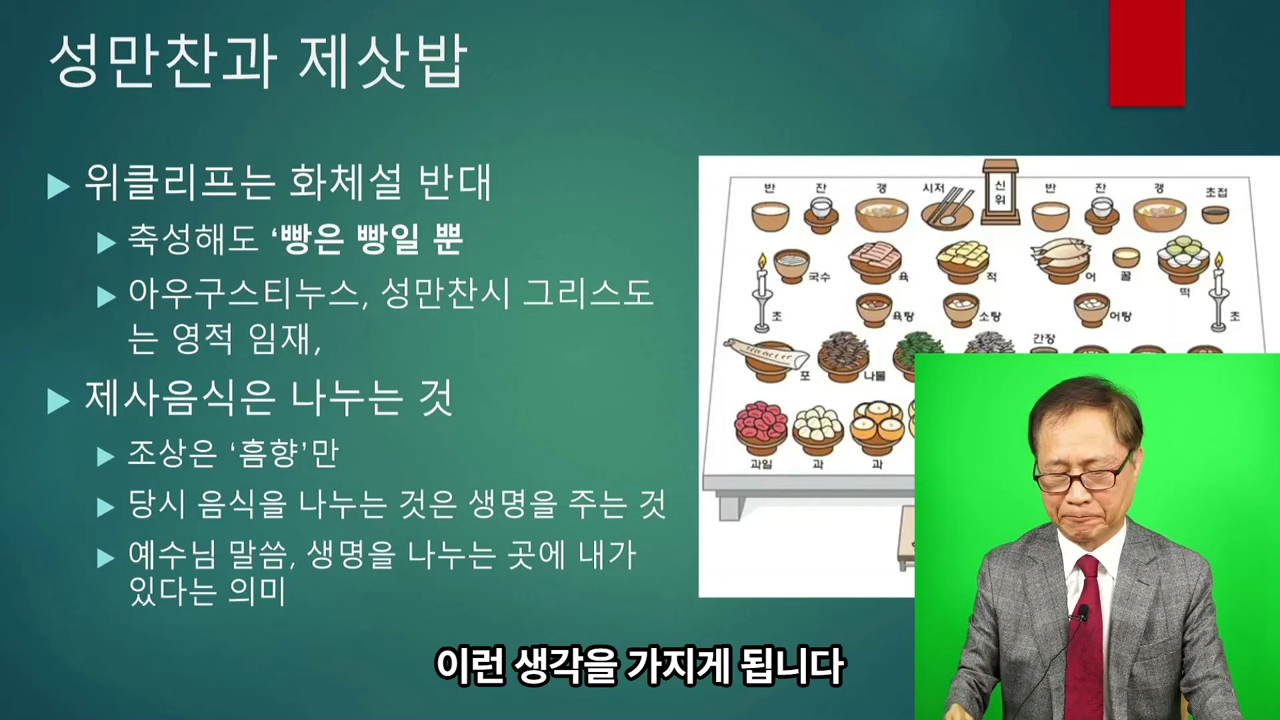 성만찬과 제삿밥
위클리프는 화체설 반대
축성해도 ‘빵은 빵일 뿐
아우구스티누스, 성만찬시 그리스도
는 영적 임재,
제사음식은 나누는 것
조상은 ‘흠향’만
당시 음식을 나누는 것은 생명을 주는 것
예수님 말씀, 생명을 나누는 곳에 내가
있다는 의미
반 잔 갱 시저 신위 반 잔 갱 초접
국수 육 적 어 꿀 떡
초 육탕 소탕 어탕 초
포 나물 간장
과일 과 과
이런 생각을 가지게 됩니다